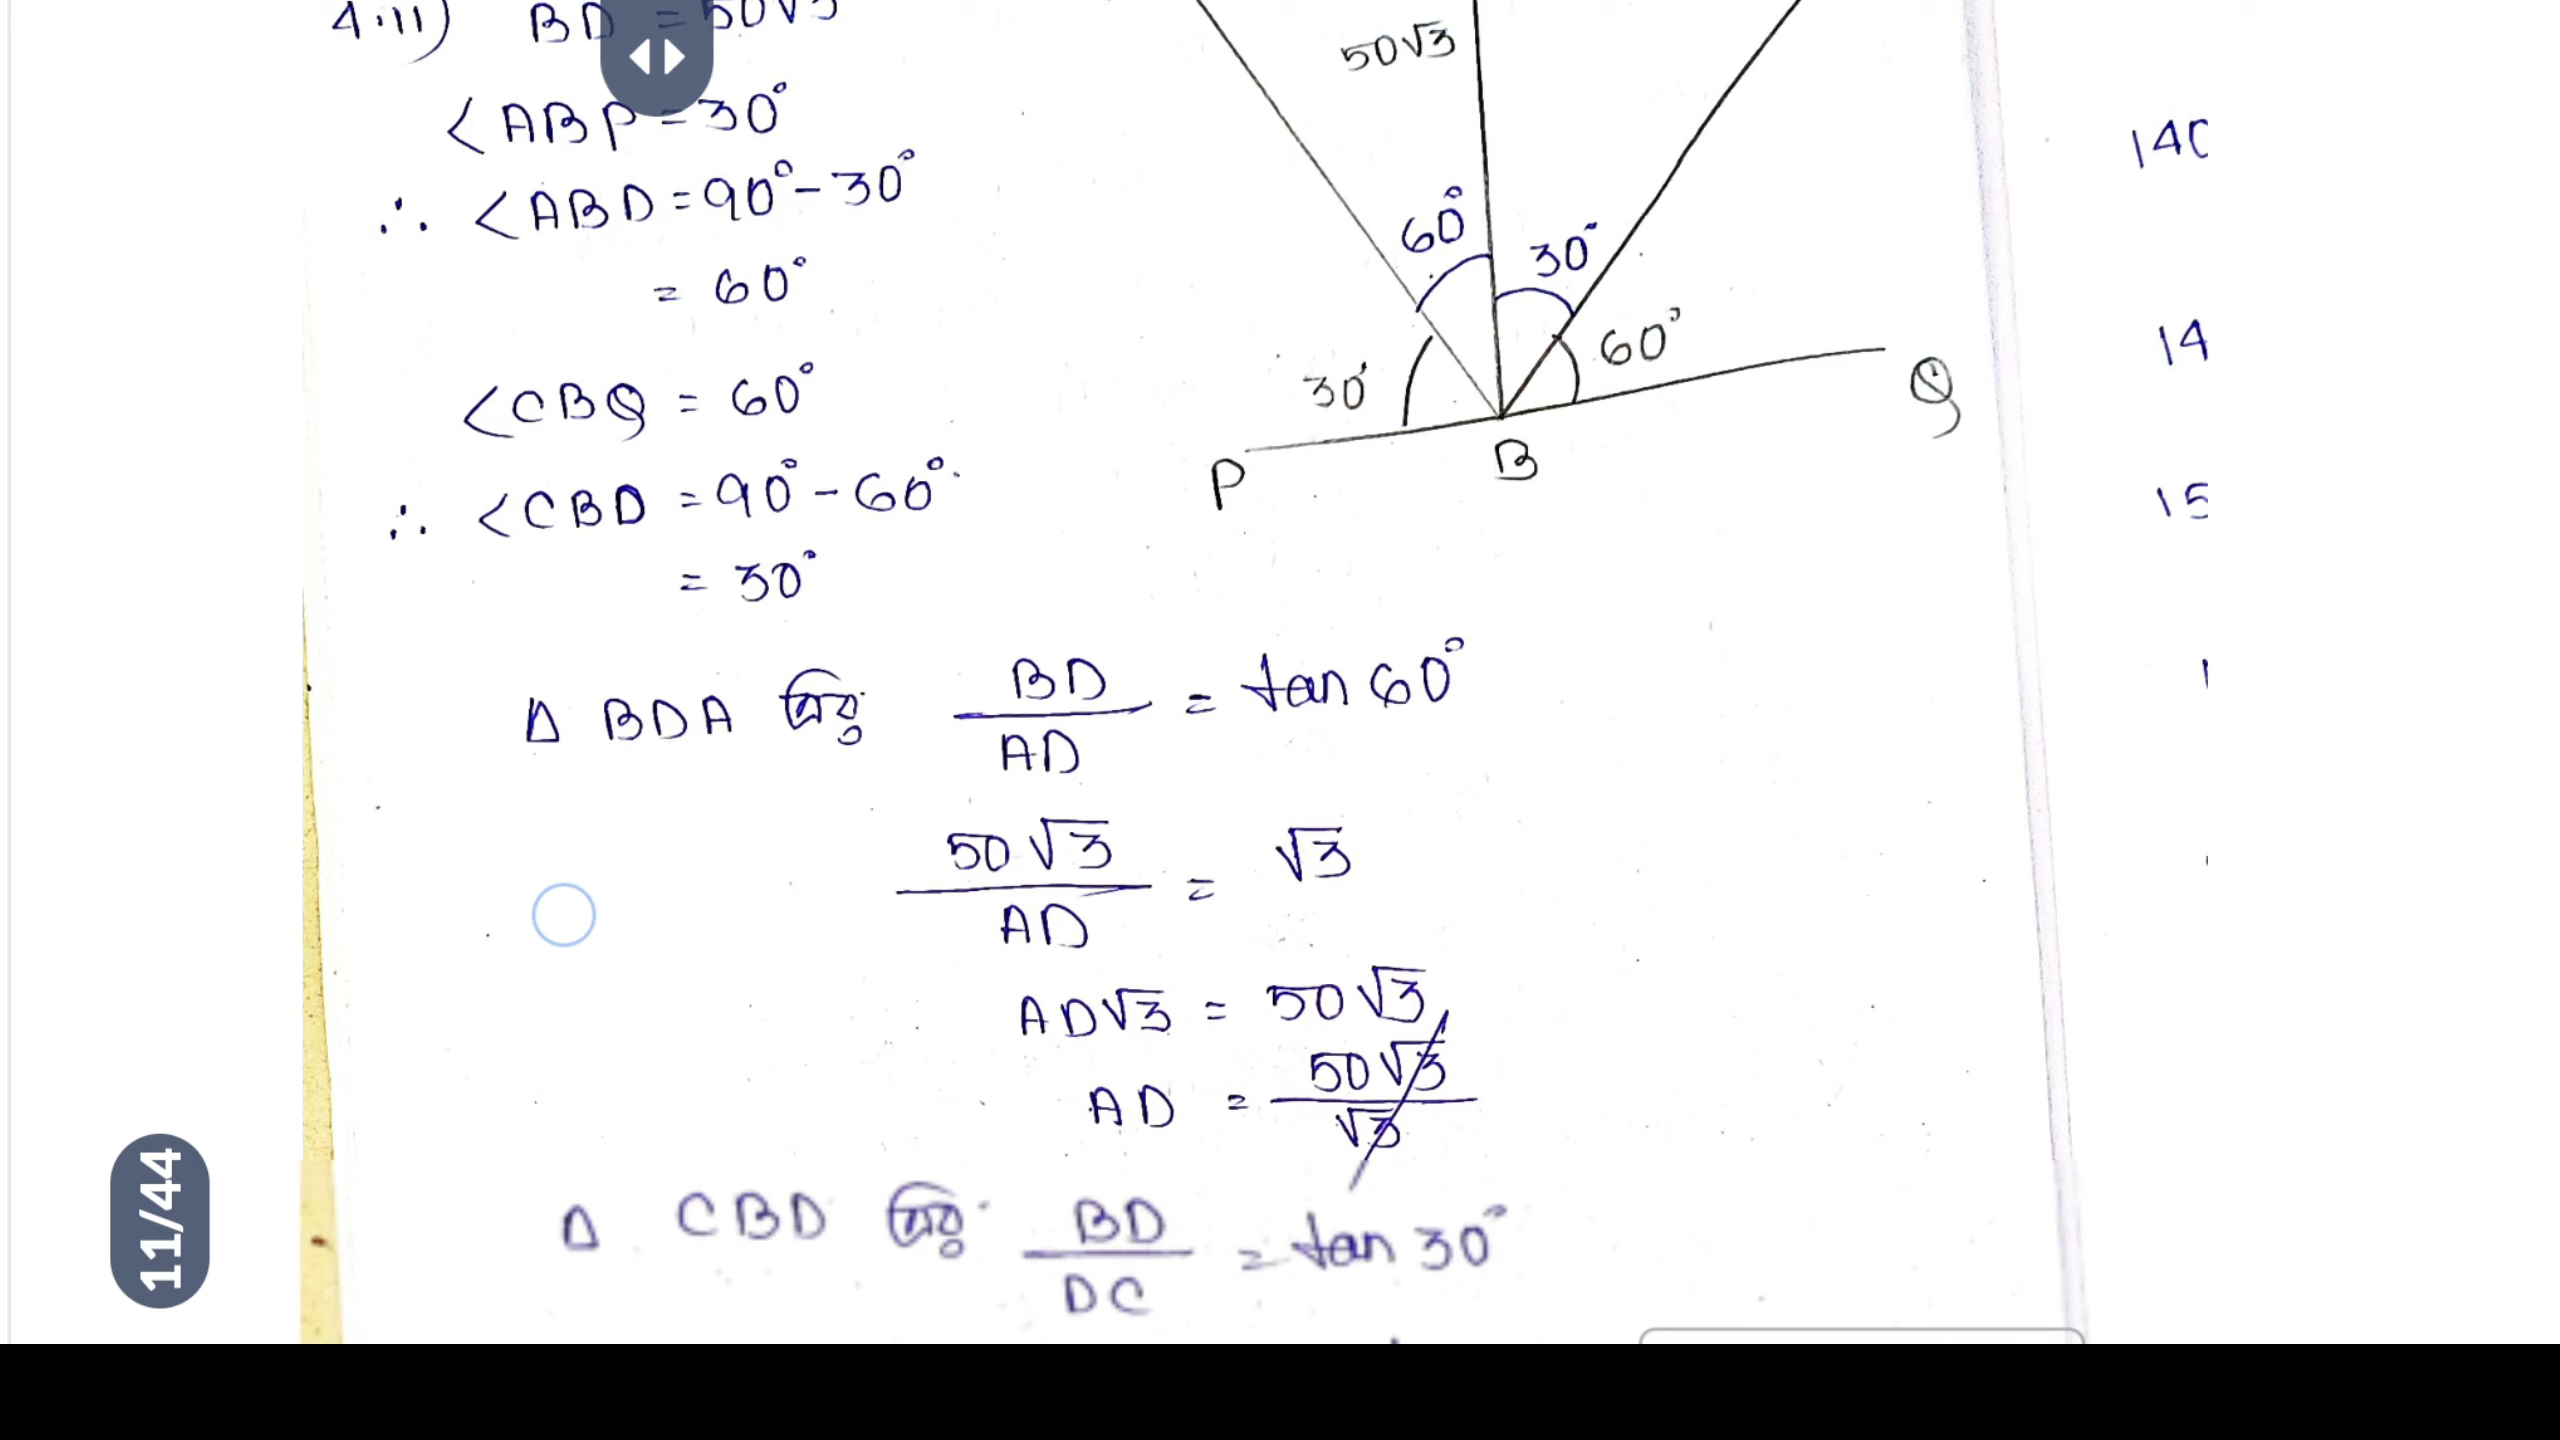 4.11) BD = 50√3
<ABP = 30°
∴ <ABD = 90° - 30°
= 60°
<CBQ = 60°
∴ <CBD = 90° - 60°
= 30°
50√3
60° 30°
30° 60°
P B Q
Δ BDA BD/AD = tan 60°
50√3/AD = √3
AD√3 = 50√3
AD = 50√3/√3
Δ CBD BD/DC = tan 30°
14
15
11/44